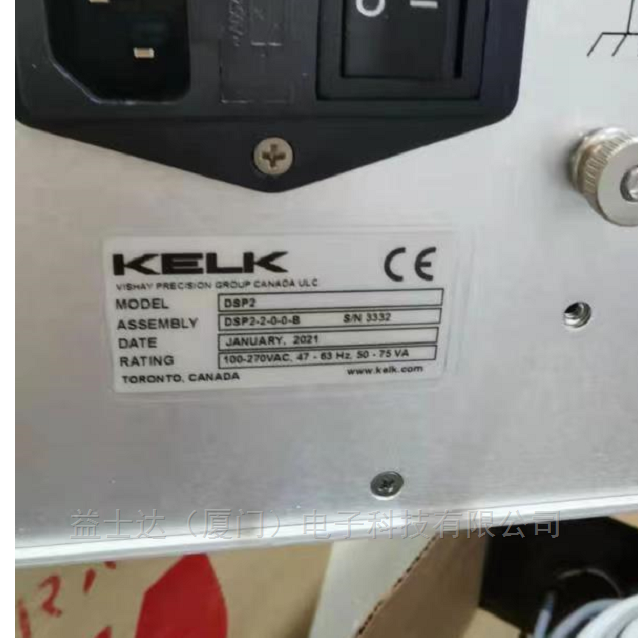 KELK CE
VISHAY PRECISION GROUP CANADA ULC.
MODEL DSP2
ASSEMBLY DSP2-2-0-0-B S/N 3332
DATE JANUARY, 2021
RATING 100-270VAC, 47 - 63 Hz, 50 - 75 VA
TORONTO, CANADA www.kelk.com
益士达（厦门）电子科技有限公司